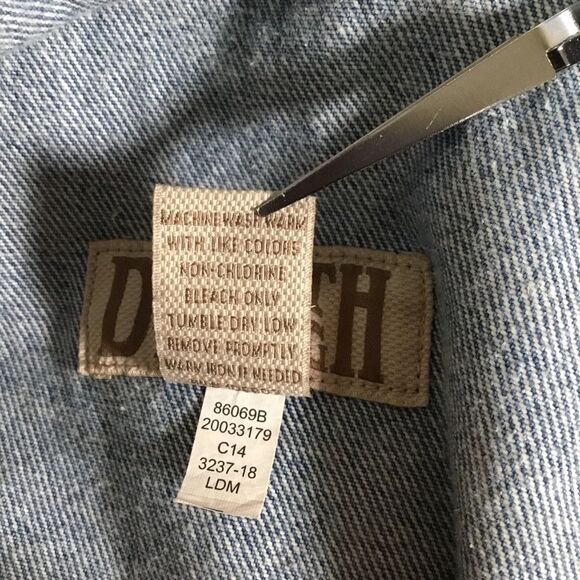 MACHINE WASH WARM
WITH LIKE COLORS
NON-CHLORINE
BLEACH ONLY
TUMBLE DRY LOW
REMOVE PROMPTLY
WARM IRON IF NEEDED
86069B
20033179
C14
3237-18
LDM